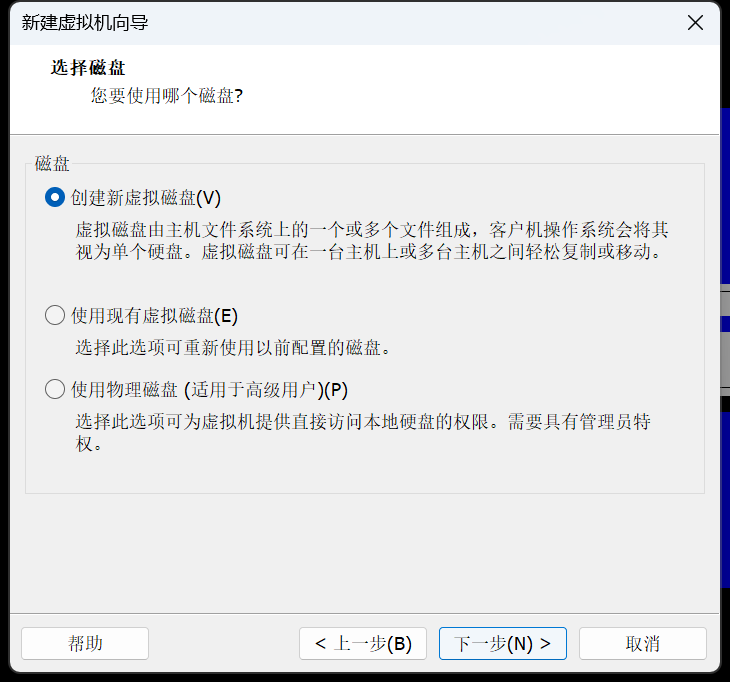 新建虚拟机向导
选择磁盘
您要使用哪个磁盘?
磁盘
创建新虚拟磁盘(V)
虚拟磁盘由主机文件系统上的一个或多个文件组成，客户机操作系统会将其
视为单个硬盘。虚拟磁盘可在一台主机上或多台主机之间轻松复制或移动。
使用现有虚拟磁盘(E)
选择此选项可重新使用以前配置的磁盘。
使用物理磁盘 (适用于高级用户)(P)
选择此选项可为虚拟机提供直接访问本地硬盘的权限。需要具有管理员特
权。
帮助
< 上一步(B)
下一步(N) >
取消